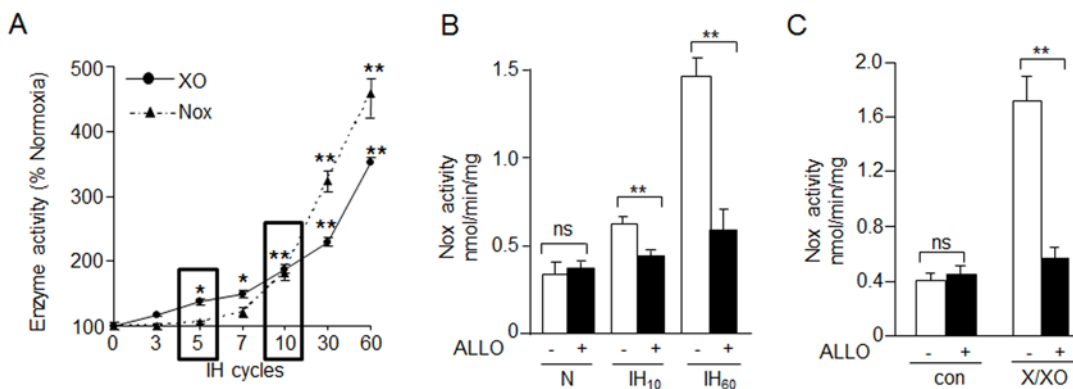 A
Enzyme activity (% Normoxia)
500
400
300
200
100
XO
Nox
*
*
**
**
**
**
**
0 3 5 7 10 30 60
IH cycles
B
Nox activity
nmol/min/mg
1.5
1.0
0.5
0
ns
**
**
ALLO - + - + - +
N IH10 IH60
C
Nox activity
nmol/min/mg
2.0
1.6
1.2
0.8
0.4
0
ns
**
ALLO - + - +
con X/XO